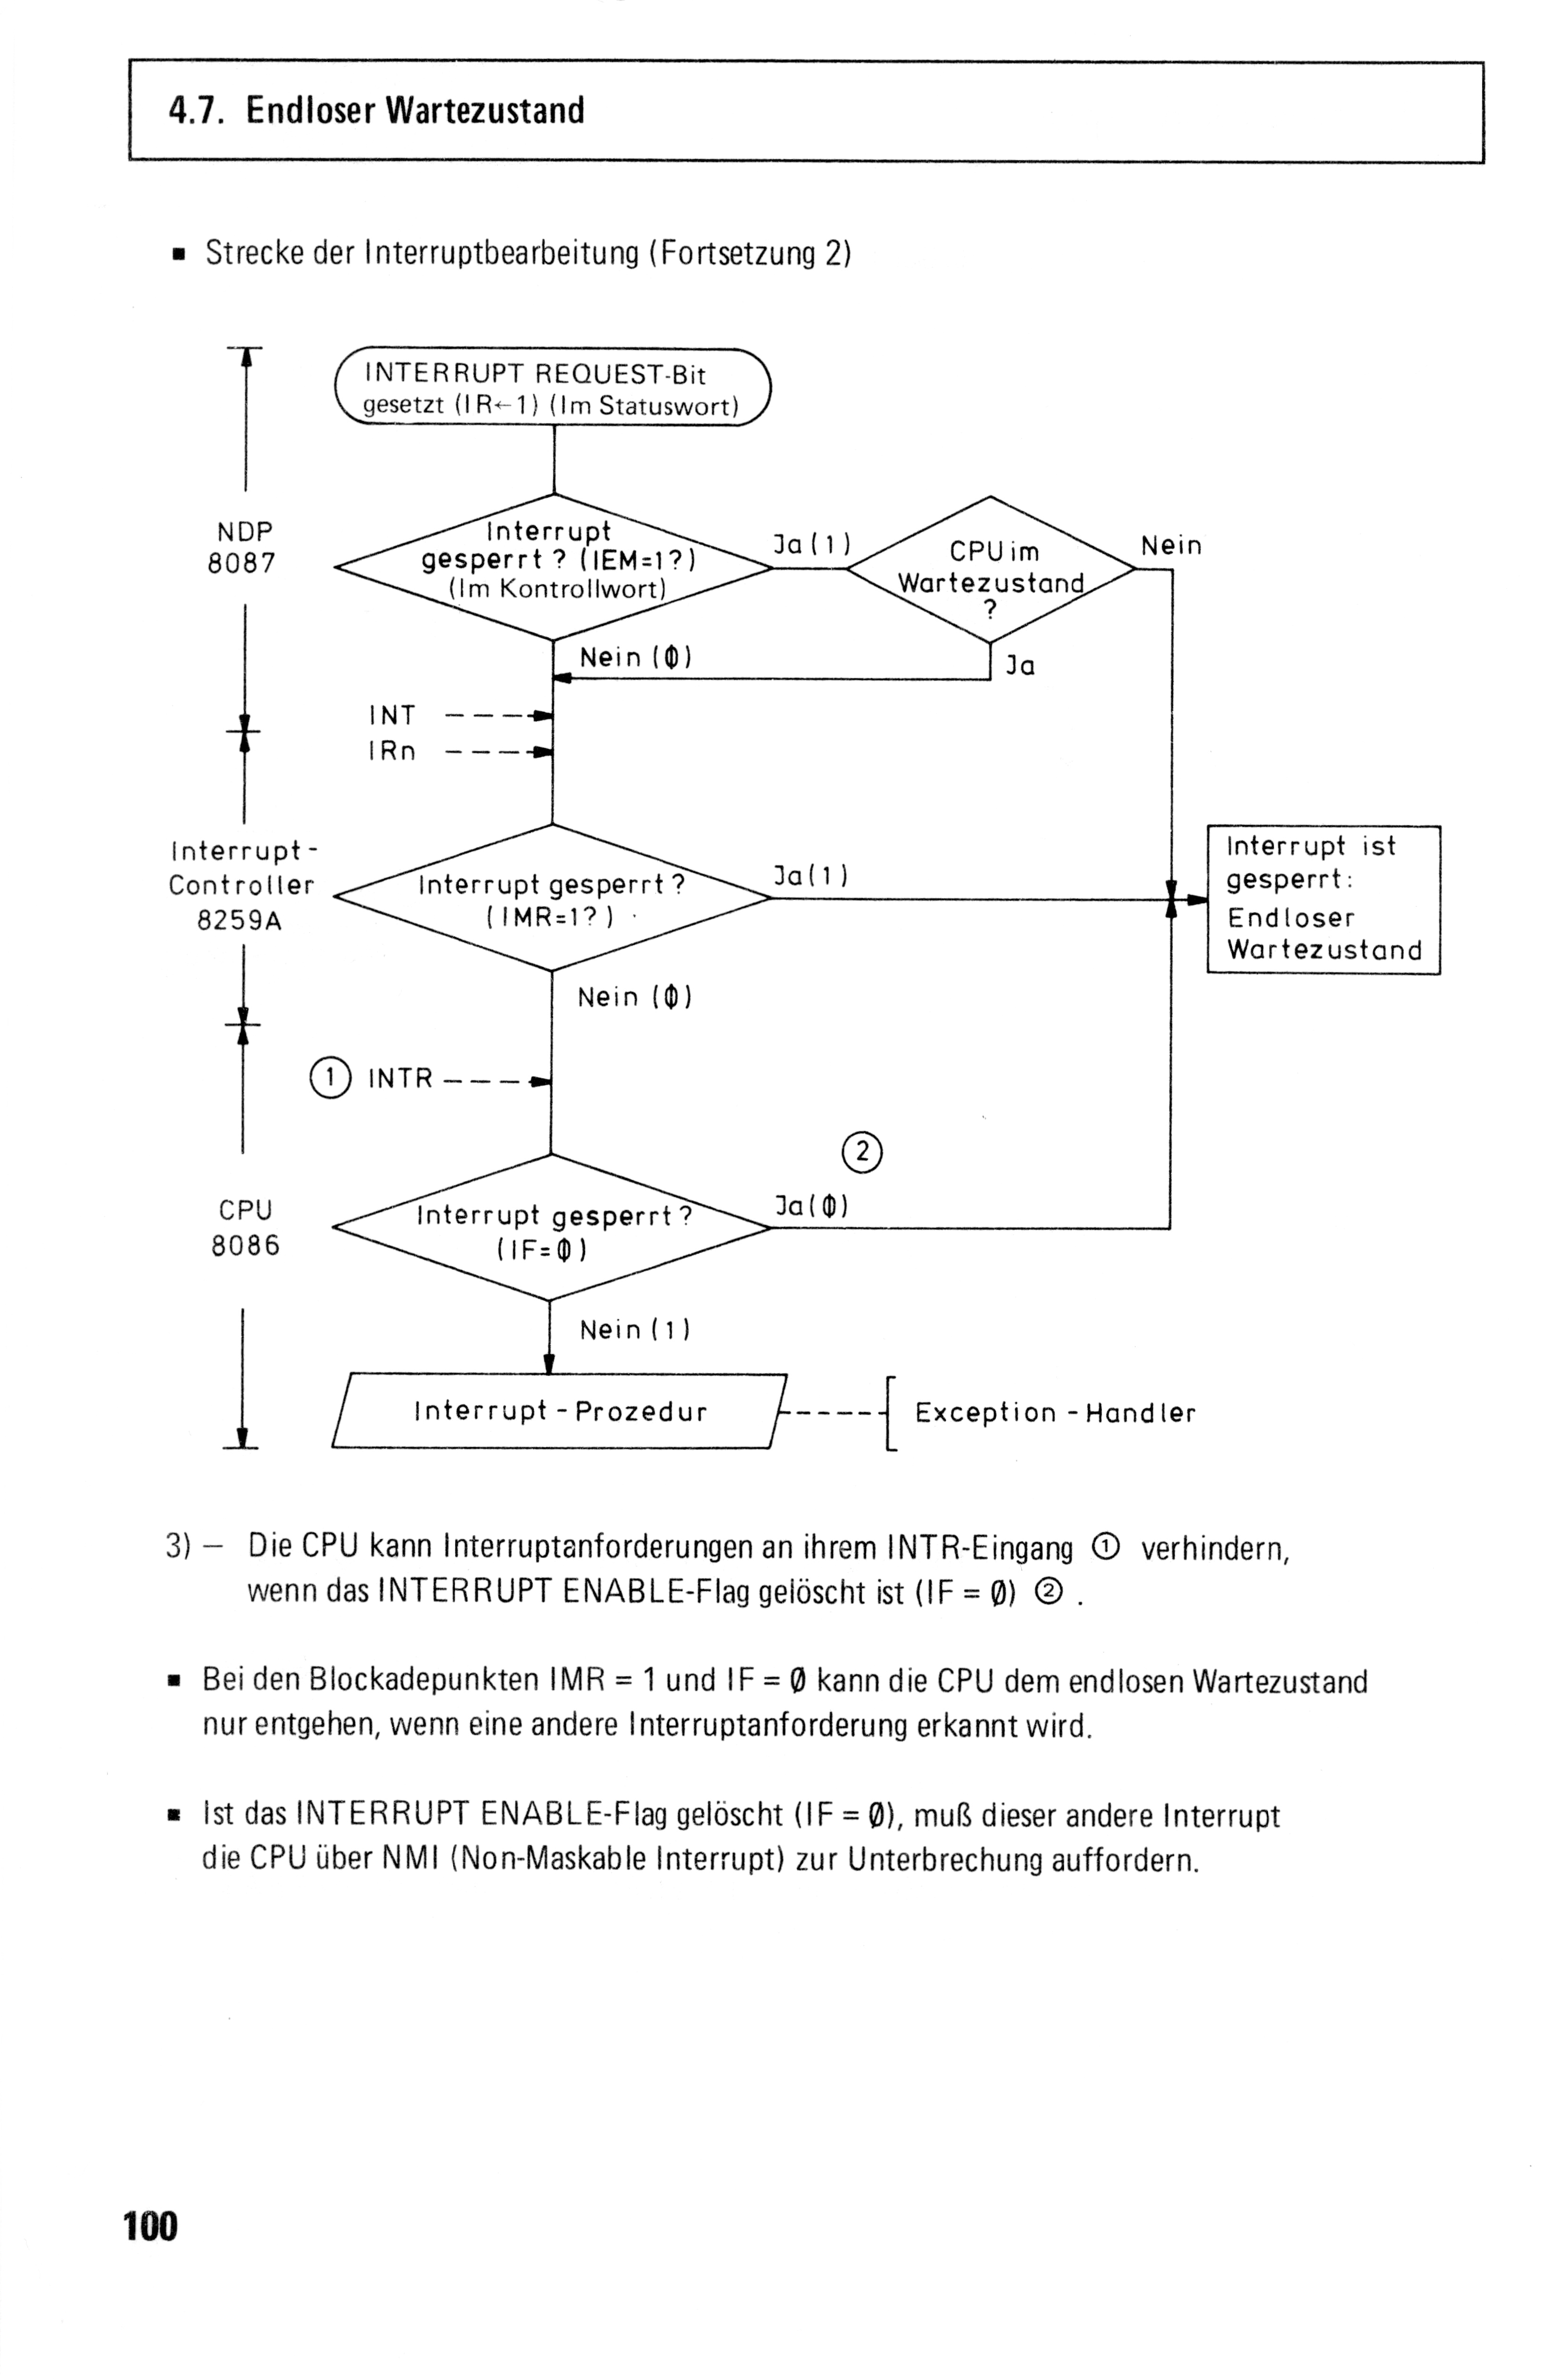 4.7. Endloser Wartezustand
▪ Strecke der Interruptbearbeitung (Fortsetzung 2)
INTERRUPT REQUEST-Bit
gesetzt (IR←1) (Im Statuswort)
NDP
8087
Interrupt
gesperrt? (IEM=1?)
(Im Kontrollwort)
Ja (1)
CPU im
Wartezustand
?
Nein
Nein (0)
Ja
INT
IRn
Interrupt-
Controller
8259A
Interrupt gesperrt?
(IMR=1?)
Ja (1)
Interrupt ist
gesperrt:
Endloser
Wartezustand
Nein (0)
① INTR
②
CPU
8086
Interrupt gesperrt?
(IF=0)
Ja (0)
Nein (1)
Interrupt-Prozedur
Exception-Handler
3) — Die CPU kann Interruptanforderungen an ihrem INTR-Eingang ① verhindern,
wenn das INTERRUPT ENABLE-Flag gelöscht ist (IF = Ø) ② .
▪ Bei den Blockadepunkten IMR = 1 und IF = Ø kann die CPU dem endlosen Wartezustand
nur entgehen, wenn eine andere Interruptanforderung erkannt wird.
▪ Ist das INTERRUPT ENABLE-Flag gelöscht (IF = Ø), muß dieser andere Interrupt
die CPU über NMI (Non-Maskable Interrupt) zur Unterbrechung auffordern.
100